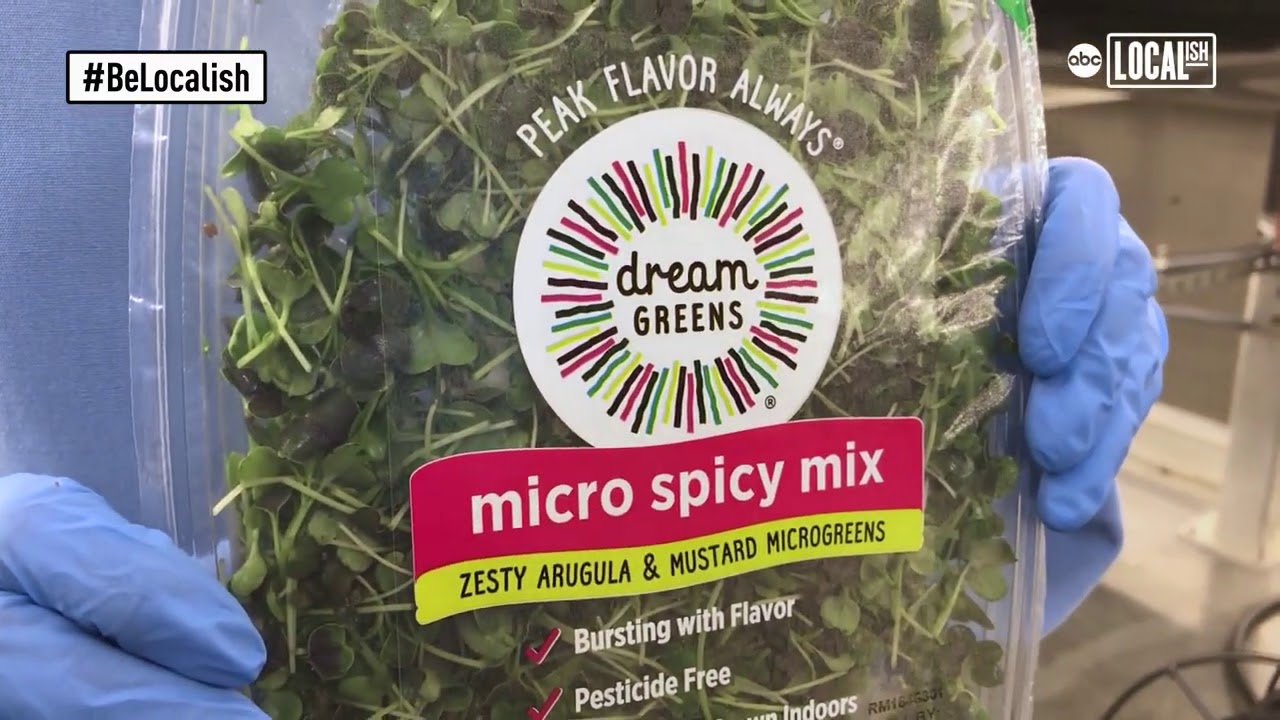 #BeLocalish
abc LOCALISH
PEAK FLAVOR ALWAYS®
dream
GREENS
®
micro spicy mix
ZESTY ARUGULA & MUSTARD MICROGREENS
Bursting with Flavor
Pesticide Free
Indoors